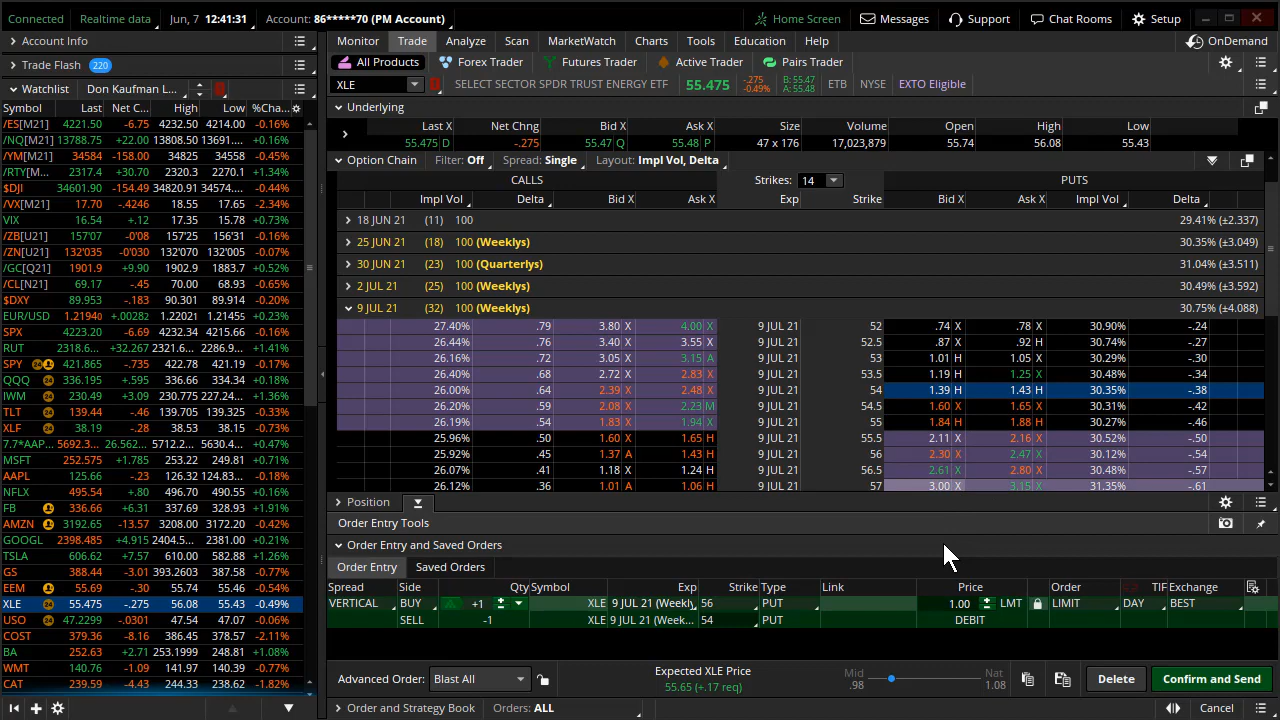 Connected Realtime data Jun, 7 12:41:31 Account: 86*****70 (PM Account) Home Screen Messages Support Chat Rooms Setup
Account Info
Trade Flash 220
Watchlist Don Kaufman L...
Symbol Last Net C... High Low %Cha...
/ES[M21] 4221.50 -6.75 4232.50 4214.00 -0.16%
/NQ[M21] 13788.75 +22.00 13808.50 13691.... +0.16%
/YM[M21] 34584 -158.00 34825 34558 -0.45%
/RTY[M... 2317.4 +30.70 2320.3 2270.1 +1.34%
$DJI 34601.90 -154.49 34820.91 34574.... -0.44%
/VX[M21] 17.70 -.4246 18.55 17.65 -2.34%
VIX 16.54 +.12 17.35 15.78 +0.73%
/ZB[U21] 157'07 -0'08 157'25 156'31 -0.16%
/ZN[U21] 132'035 -0'030 132'070 132'005 -0.07%
/GC[Q21] 1901.9 +9.90 1902.9 1883.7 +0.52%
/CL[N21] 69.17 -.45 70.00 68.93 -0.65%
$DXY 89.953 -.183 90.301 89.914 -0.20%
EUR/USD 1.21940 +.00282 1.22021 1.21455 +0.23%
SPX 4223.20 -6.69 4232.34 4215.66 -0.16%
RUT 2318.6... +32.267 2321.6... 2286.9... +1.41%
SPY 421.865 -.735 422.78 421.19 -0.17%
QQQ 336.195 +.595 336.66 334.34 +0.18%
IWM 230.49 +3.09 230.775 227.24... +1.36%
TLT 139.44 -.46 139.705 139.325 -0.33%
XLF 38.19 -.28 38.53 38.15 -0.73%
7.7*AAP... 5692.3... 26.562... 5712.2... 5630.4... +0.47%
MSFT 252.575 +1.785 253.22 249.81 +0.71%
AAPL 125.66 -.23 126.32 124.83... -0.18%
NFLX 495.54 +.80 496.70 490.55 +0.16%
FB 336.66 +6.31 337.69 328.93 +1.91%
AMZN 3192.65 -13.57 3208.00 3172.20 -0.42%
GOOGL 2398.485 +4.915 2404.5... 2381.00 +0.21%
TSLA 606.62 +7.57 610.00 582.88 +1.26%
GS 388.44 -3.01 393.2603 387.58 -0.77%
EEM 55.69 -.30 55.74 55.46 -0.54%
XLE 55.475 -.275 56.08 55.43 -0.49%
USO 47.2299 -.0301 47.54 47.07 -0.06%
COST 379.36 -8.16 386.45 378.57 -2.11%
BA 252.63 +2.71 253.1999 248.81 +1.08%
WMT 140.76 -1.09 141.97 140.39 -0.77%
CAT 239.59 -4.43 244.33 238.62 -1.82%
Monitor Trade Analyze Scan MarketWatch Charts Tools Education Help OnDemand
All Products Forex Trader Futures Trader Active Trader Pairs Trader
XLE SELECT SECTOR SPDR TRUST ENERGY ETF 55.475 -.275 -0.49% B: 55.47 A: 55.48 ETB NYSE EXTO Eligible
Underlying
Last X Net Chng Bid X Ask X Size Volume Open High Low
55.475 D -.275 55.47 Q 55.48 P 47 x 176 17,023,879 55.74 56.08 55.43
Option Chain Filter: Off Spread: Single Layout: Impl Vol, Delta
CALLS Strikes: 14 PUTS
Impl Vol Delta Bid X Ask X Exp Strike Bid X Ask X Impl Vol Delta
18 JUN 21 (11) 100 29.41% (±2.337)
25 JUN 21 (18) 100 (Weeklys) 30.35% (±3.049)
30 JUN 21 (23) 100 (Quarterlys) 31.04% (±3.511)
2 JUL 21 (25) 100 (Weeklys) 30.49% (±3.592)
9 JUL 21 (32) 100 (Weeklys) 30.75% (±4.088)
27.40% .79 3.80 X 4.00 X 9 JUL 21 52 .74 X .78 X 30.90% -.24
26.44% .76 3.40 X 3.55 X 9 JUL 21 52.5 .87 X .92 H 30.74% -.27
26.16% .72 3.05 X 3.15 A 9 JUL 21 53 1.01 H 1.05 X 30.29% -.30
26.40% .68 2.72 X 2.83 X 9 JUL 21 53.5 1.19 H 1.25 X 30.48% -.34
26.00% .64 2.39 X 2.48 X 9 JUL 21 54 1.39 H 1.43 H 30.35% -.38
26.20% .59 2.08 X 2.23 M 9 JUL 21 54.5 1.60 X 1.65 X 30.31% -.42
26.19% .54 1.83 X 1.94 X 9 JUL 21 55 1.84 H 1.88 H 30.27% -.46
25.96% .50 1.60 X 1.65 H 9 JUL 21 55.5 2.11 X 2.16 X 30.52% -.50
25.92% .45 1.37 A 1.43 H 9 JUL 21 56 2.30 X 2.47 X 30.12% -.54
26.07% .41 1.18 X 1.24 H 9 JUL 21 56.5 2.61 X 2.80 X 30.48% -.57
26.12% .36 1.01 A 1.06 H 9 JUL 21 57 3.00 X 3.15 X 31.35% -.61
Position
Order Entry Tools
Order Entry and Saved Orders
Order Entry Saved Orders
Spread Side Qty Symbol Exp Strike Type Link Price Order TIF Exchange
VERTICAL BUY +1 XLE 9 JUL 21 (Weekly 56 PUT 1.00 LMT LIMIT DAY BEST
SELL -1 XLE 9 JUL 21 (Week... 54 PUT DEBIT
Advanced Order: Blast All Expected XLE Price 55.65 (+.17 req) Mid .98 Nat 1.08 Delete Confirm and Send
Order and Strategy Book Orders: ALL Cancel